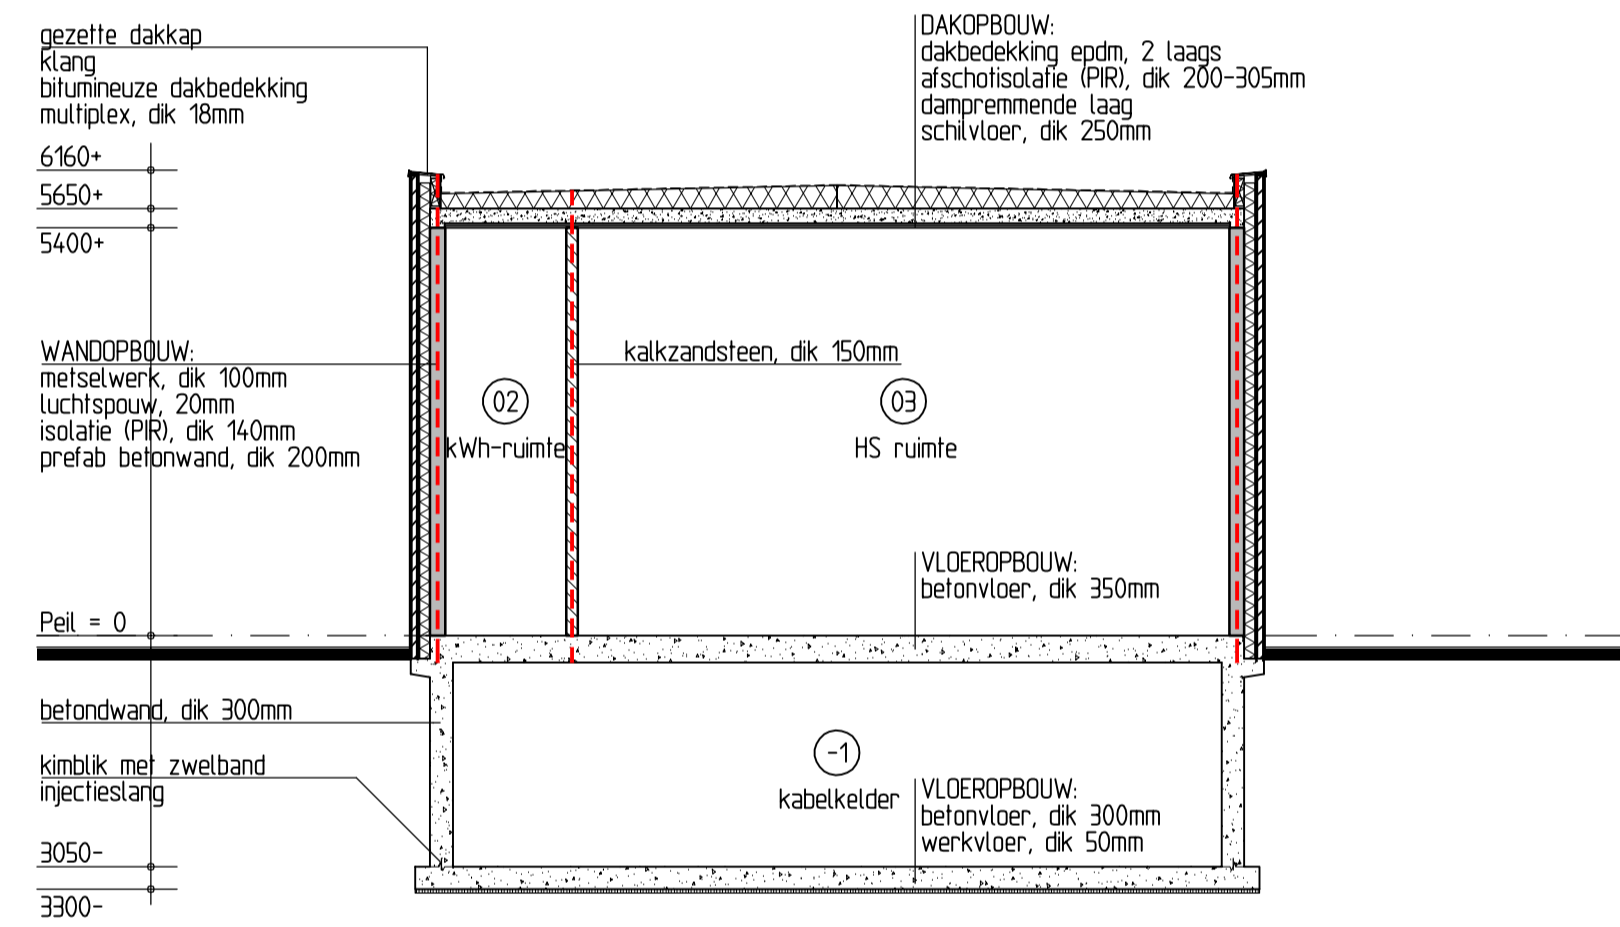 gezette dakkap
klang
bitumineuze dakbedekking
multiplex, dik 18mm
DAKOPBOUW:
dakbedekking epdm, 2 laags
afschotisolatie (PIR), dik 200-305mm
dampremmende laag
schilvloer, dik 250mm
6160+
5650+
5400+
WANDOPBOUW:
metselwerk, dik 100mm
luchtspouw, 20mm
isolatie (PIR), dik 140mm
prefab betonwand, dik 200mm
kalkzandsteen, dik 150mm
02
kWh-ruimte
03
HS ruimte
VLOEROPBOUW:
betonvloer, dik 350mm
Peil = 0
betondwand, dik 300mm
kimblik met zwelband
injectieslang
-1
kabelkelder
VLOEROPBOUW:
betonvloer, dik 300mm
werkvloer, dik 50mm
3050-
3300-